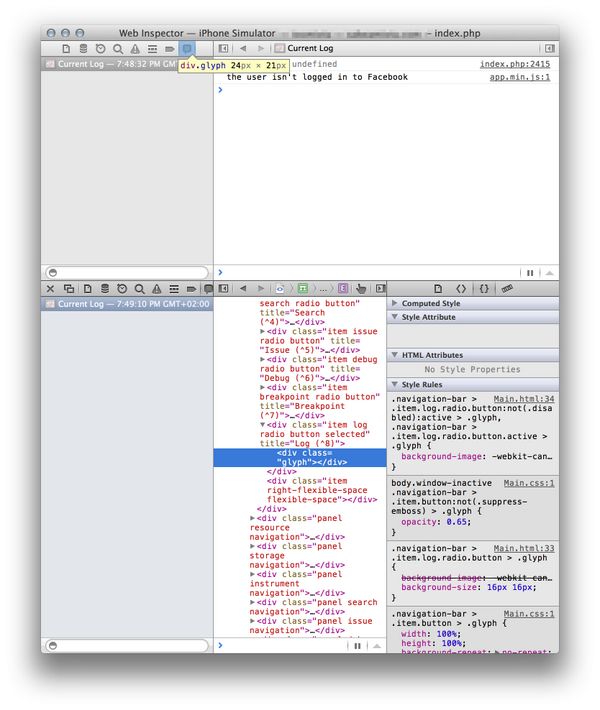 Web Inspector — iPhone Simulator – – index.php
Current Log
Current Log — 7:48:32 PM GM
undefined
index.php:2415
div.glyph 24px × 21px
the user isn't logged in to Facebook
app.min.js:1
Current Log — 7:49:10 PM GMT+02:00
search radio button"
title="Search
(^4)">…</div>
▶<div class="item issue
radio button" title=
"Issue (^5)">…</div>
▶<div class="item debug
radio button" title=
"Debug (^6)">…</div>
▶<div class="item
breakpoint radio button"
title="Breakpoint
(^7)">…</div>
▼<div class="item log
radio button selected"
title="Log (^8)">
<div class=
"glyph"></div>
</div>
<div class="item
right-flexible-space
flexible-space"></div>
</div>
▶<div class="panel
resource
navigation">…</div>
▶<div class="panel
storage
navigation">…</div>
▶<div class="panel
instrument
navigation">…</div>
▶<div class="panel search
navigation">…</div>
▶<div class="panel issue
navigation">…</div>
▶ Computed Style
▼ Style Attribute
▼ HTML Attributes
No Style Properties
▼ Style Rules
.navigation-bar > Main.html:34
.item.log.radio.button:not(.disa
bled):active > .glyph,
.navigation-bar >
.item.log.radio.button.active >
.glyph {
background-image: -webkit-can…
}
body.window-inactive Main.css:1
.navigation-bar >
.item.button:not(.suppress-
emboss) > .glyph {
opacity: 0.65;
}
.navigation-bar > Main.html:33
.item.log.radio.button > .glyph
{
background-image: -webkit-can…
background-size: 16px 16px;
}
.navigation-bar > Main.css:1
.item.button > .glyph {
width: 100%;
height: 100%;
background-repeat: ▶ no-repeat